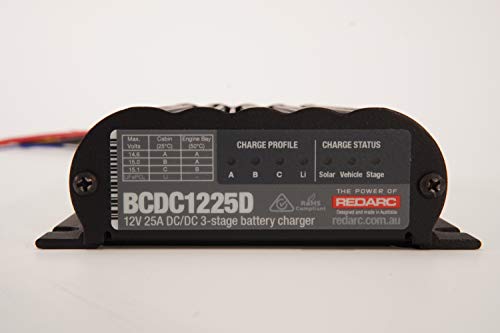 Max. Volts Cabin (25°C) Engine Bay (50°C)
14.6 A A
15.0 B A
15.1 C B
LiFePO4
CHARGE PROFILE
A B C Li
CHARGE STATUS
Solar Vehicle Stage
BCDC1225D
12V 25A DC/DC 3-stage battery charger
RoHS
Compliant
THE POWER OF
REDARC
Designed and made in Australia
redarc.com.au